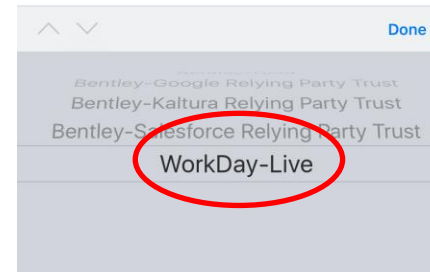 Done
Bentley-Google Relying Party Trust
Bentley-Kaltura Relying Party Trust
Bentley-Salesforce Relying Party Trust
WorkDay-Live